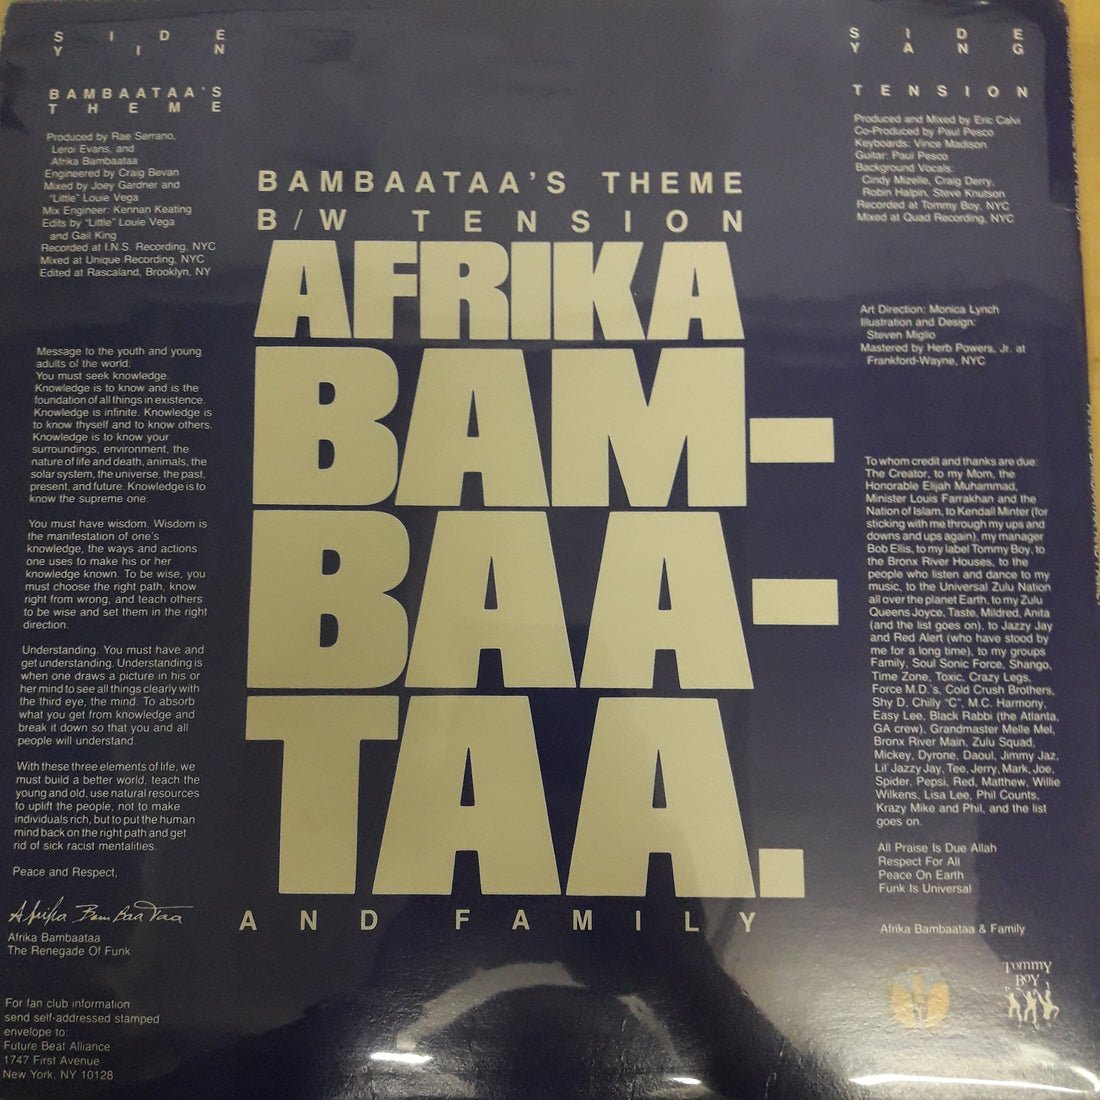 SIDE
YIN
BAMBAATAA'S
THEME
Produced by Rae Serrano,
Leroi Evans, and
Afrika Bambaataa
Engineered by Craig Bevan
Mixed by Joey Gardner and
"Little" Louie Vega
Mix Engineer: Kennan Keating
Edits by "Little" Louie Vega
and Gail King
Recorded at I.N.S. Recording, NYC
Mixed at Unique Recording, NYC
Edited at Rascaland, Brooklyn, NY
Message to the youth and young
adults of the world:
You must seek knowledge.
Knowledge is to know and is the
foundation of all things in existence.
Knowledge is infinite. Knowledge is
to know thyself and to know others.
Knowledge is to know your
surroundings, environment, the
nature of life and death, animals, the
solar system, the universe, the past,
present, and future. Knowledge is to
know the supreme one.
You must have wisdom. Wisdom is
the manifestation of one's
knowledge, the ways and actions
one uses to make his or her
knowledge known. To be wise, you
must choose the right path, know
right from wrong, and teach others
to be wise and set them in the right
direction.
Understanding. You must have and
get understanding. Understanding is
when one draws a picture in his or
her mind to see all things clearly with
the third eye, the mind. To absorb
what you get from knowledge and
break it down so that you and all
people will understand.
With these three elements of life, we
must build a better world, teach the
young and old, use natural resources
to uplift the people, not to make
individuals rich, but to put the human
mind back on the right path and get
rid of sick racist mentalities.
Peace and Respect,
Afrika Bambaataa
Afrika Bambaataa
The Renegade Of Funk
For fan club information
send self-addressed stamped
envelope to:
Future Beat Alliance
1747 First Avenue
New York, NY 10128
BAMBAATAA'S THEME
B/W TENSION
AFRIKA
BAM-
BAA-
TAA.
AND FAMILY
SIDE
YANG
TENSION
Produced and Mixed by Eric Calvi
Co-Produced by Paul Pesco
Keyboards: Vince Madison
Guitar: Paul Pesco
Background Vocals:
Cindy Mizelle, Craig Derry,
Robin Halpin, Steve Knutson
Recorded at Tommy Boy, NYC
Mixed at Quad Recording, NYC
Art Direction: Monica Lynch
Illustration and Design:
Steven Miglio
Mastered by Herb Powers, Jr. at
Frankford-Wayne, NYC
To whom credit and thanks are due:
The Creator, to my Mom, the
Honorable Elijah Muhammad,
Minister Louis Farrakhan and the
Nation of Islam, to Kendall Minter (for
sticking with me through my ups and
downs and ups again), my manager
Bob Ellis, to my label Tommy Boy, to
the Bronx River Houses, to the
people who listen and dance to my
music, to the Universal Zulu Nation
all over the planet Earth, to my Zulu
Queens Joyce, Taste, Mildred, Anita
(and the list goes on), to Jazzy Jay
and Red Alert (who have stood by
me for a long time), to my groups
Family, Soul Sonic Force, Shango,
Time Zone, Toxic, Crazy Legs,
Force M.D.'s, Cold Crush Brothers,
Shy D, Chilly "C", M.C. Harmony,
Easy Lee, Black Rabbi (the Atlanta,
GA crew), Grandmaster Melle Mel,
Bronx River Main, Zulu Squad,
Mickey, Dyrone, Daoul, Jimmy Jaz,
Lil' Jazzy Jay, Tee, Jerry, Mark, Joe,
Spider, Pepsi, Red, Matthew, Willie
Wilkens, Lisa Lee, Phil Counts,
Krazy Mike and Phil, and the list
goes on.
All Praise Is Due Allah
Respect For All
Peace On Earth
Funk Is Universal
Afrika Bambaataa & Family
Tommy
Boy